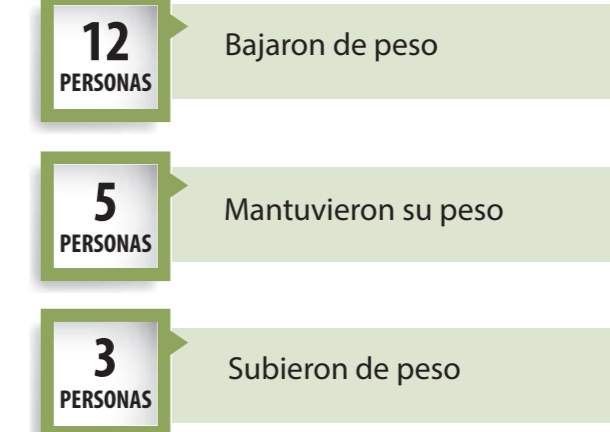 12
PERSONAS
Bajaron de peso
5
PERSONAS
Mantuvieron su peso
3
PERSONAS
Subieron de peso